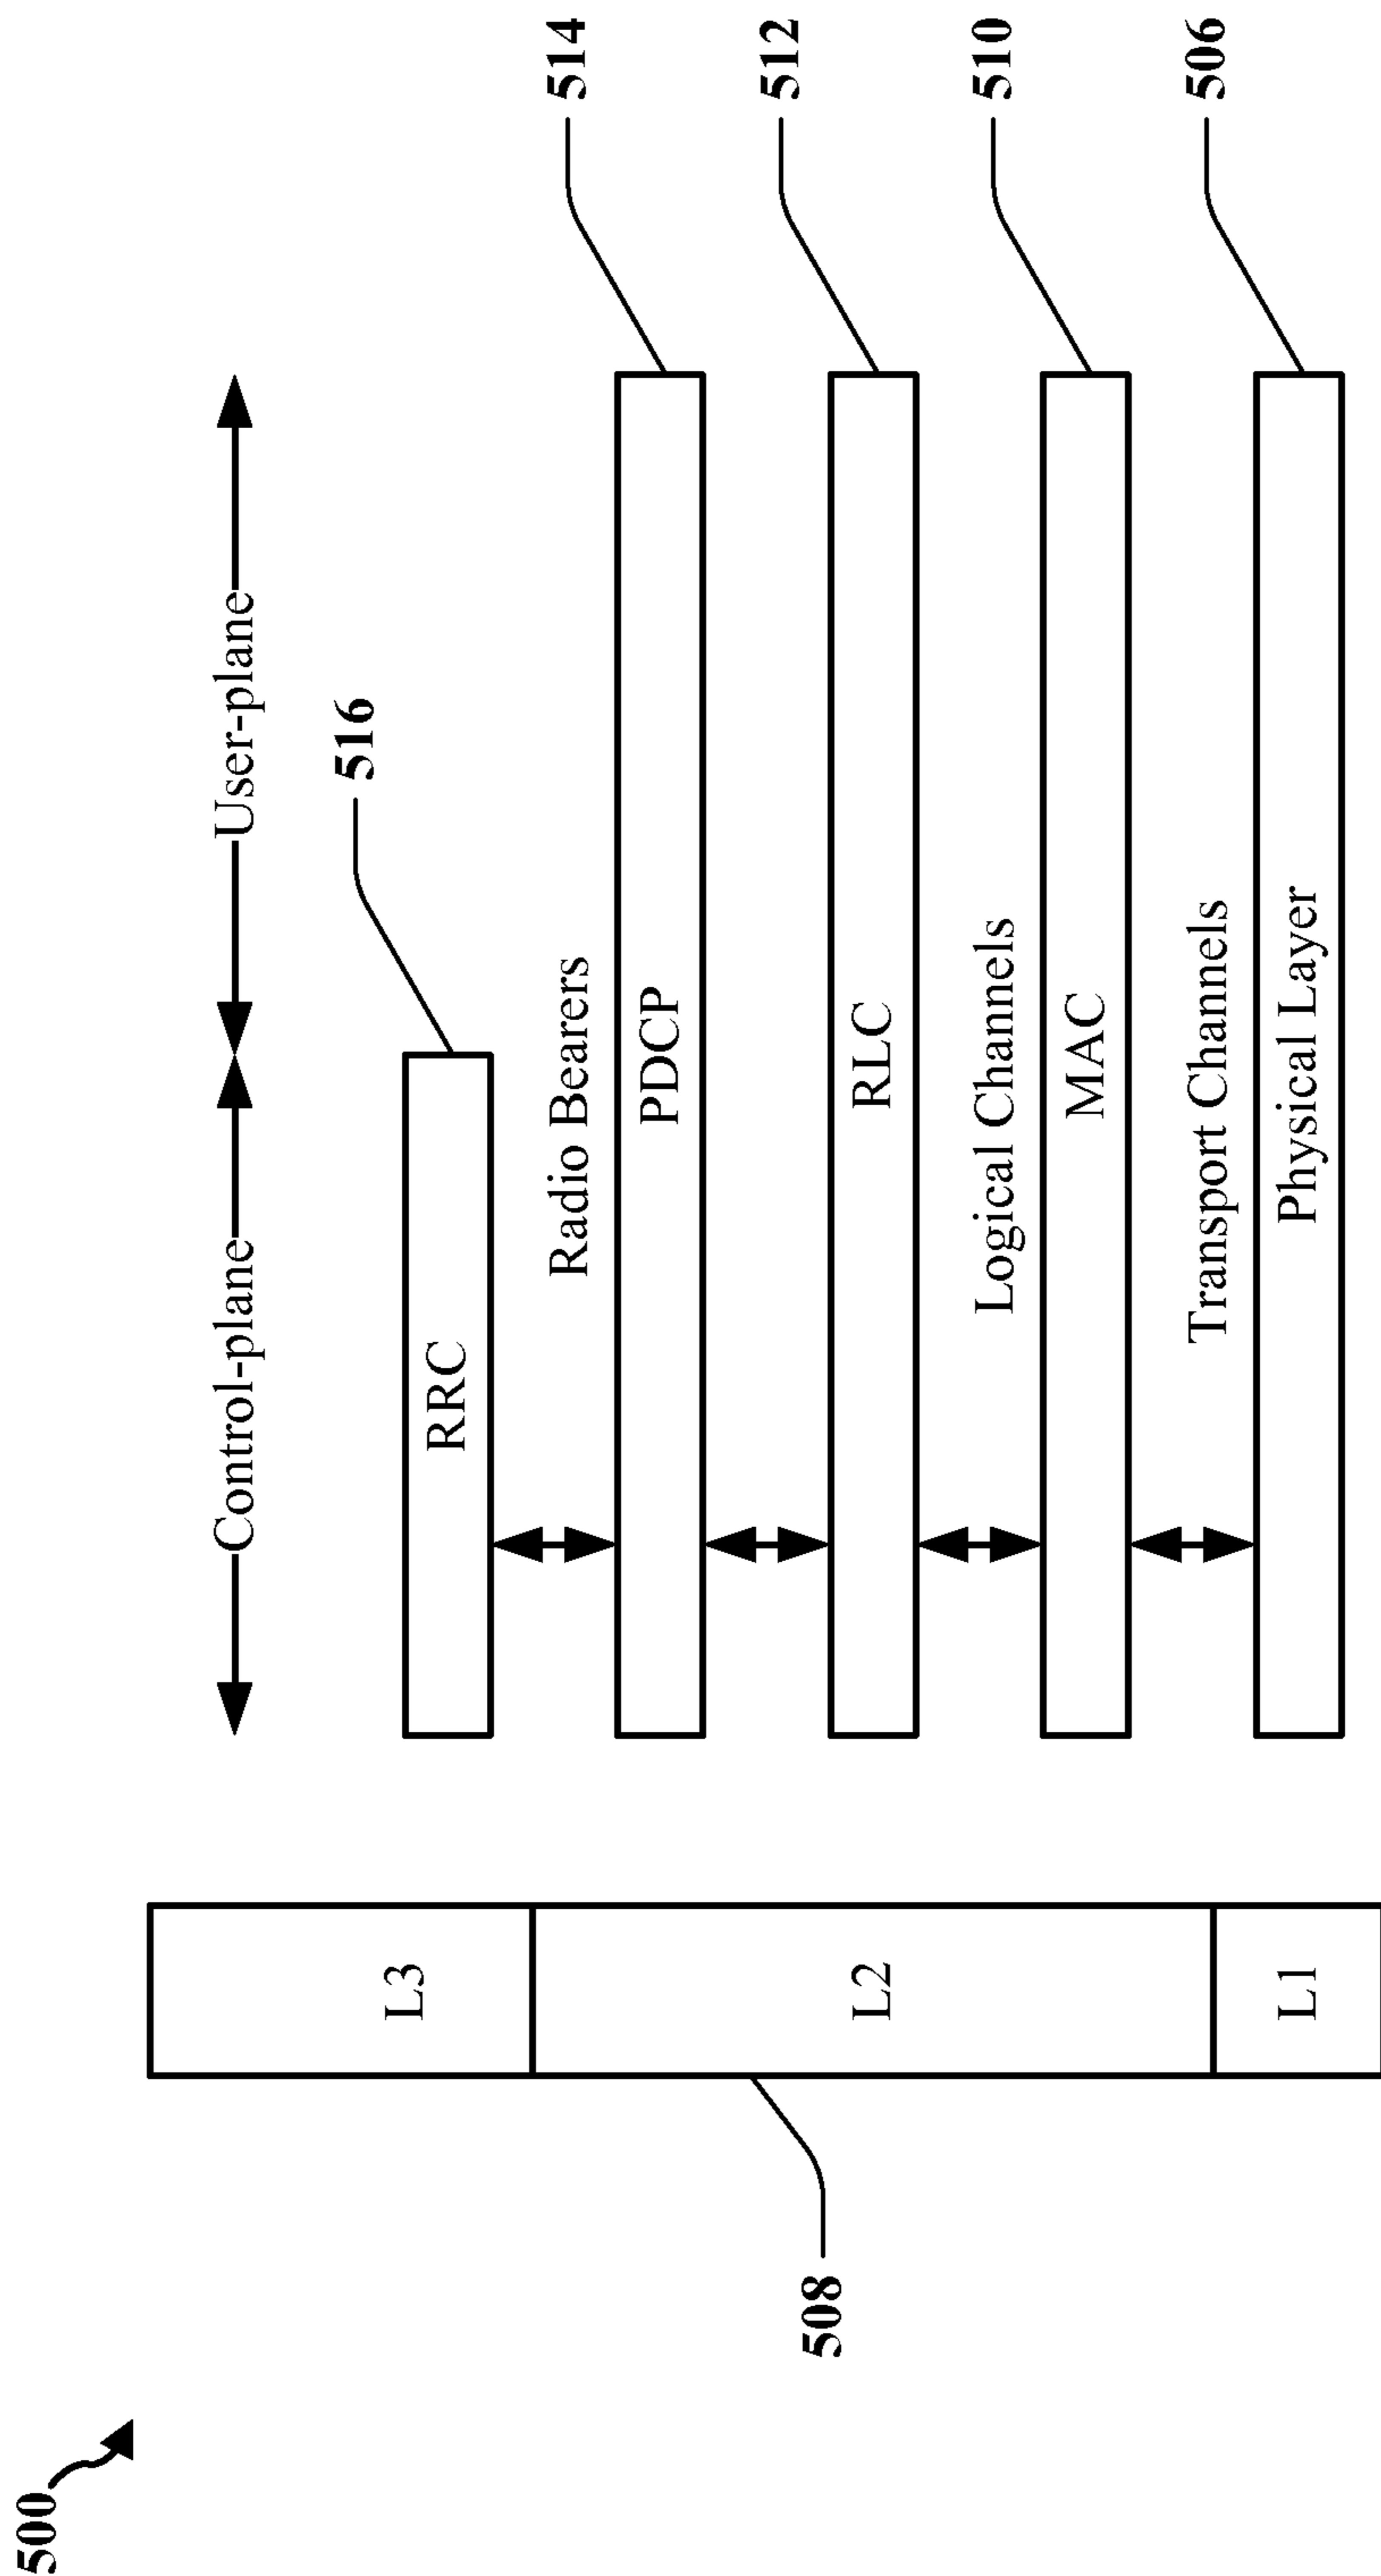 500
Control-plane
User-plane
516
L3
RRC
Radio Bearers
514
PDCP
508
L2
512
RLC
Logical Channels
510
MAC
Transport Channels
506
L1
Physical Layer